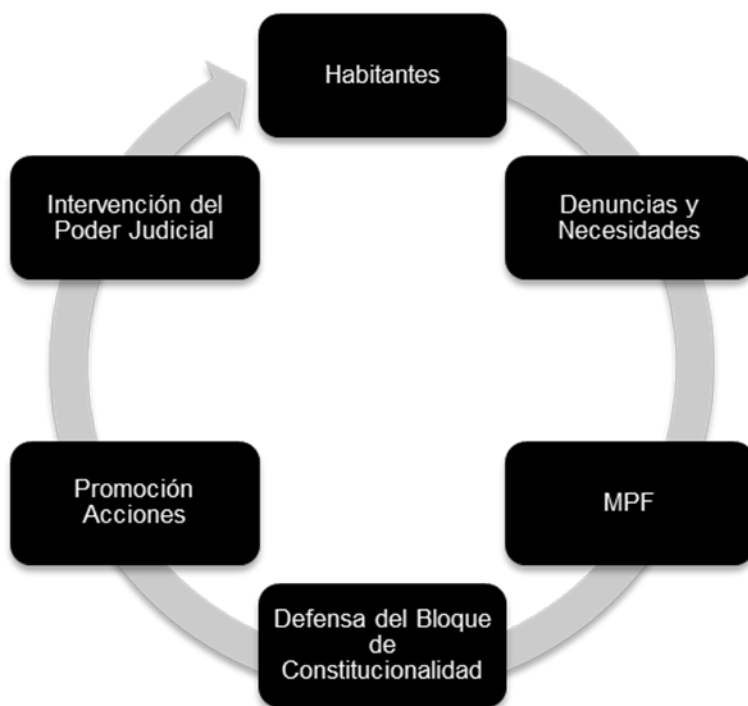 Habitantes
Denuncias y
Necesidades
MPF
Defensa del Bloque
de
Constitucionalidad
Promoción
Acciones
Intervención del
Poder Judicial